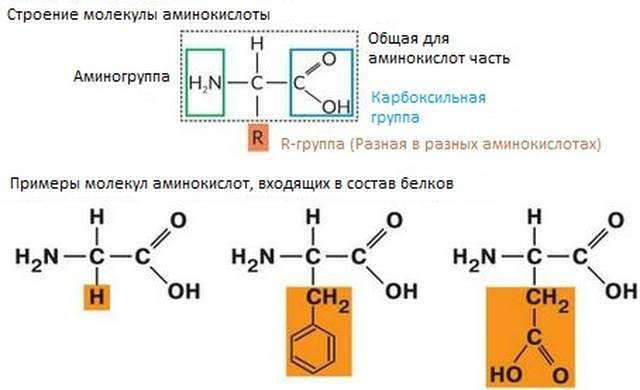 Строение молекулы аминокислоты
Аминогруппа
H
H₂N
C
C
O
OH
R
Общая для
аминокислот часть
Карбоксильная
группа
R-группа (Разная в разных аминокислотах)
Примеры молекул аминокислот, входящих в состав белков
H
O
H₂N
C
C
H
OH
H
O
H₂N
C
C
CH₂
OH
H
O
H₂N
C
C
CH₂
OH
C
HO
O